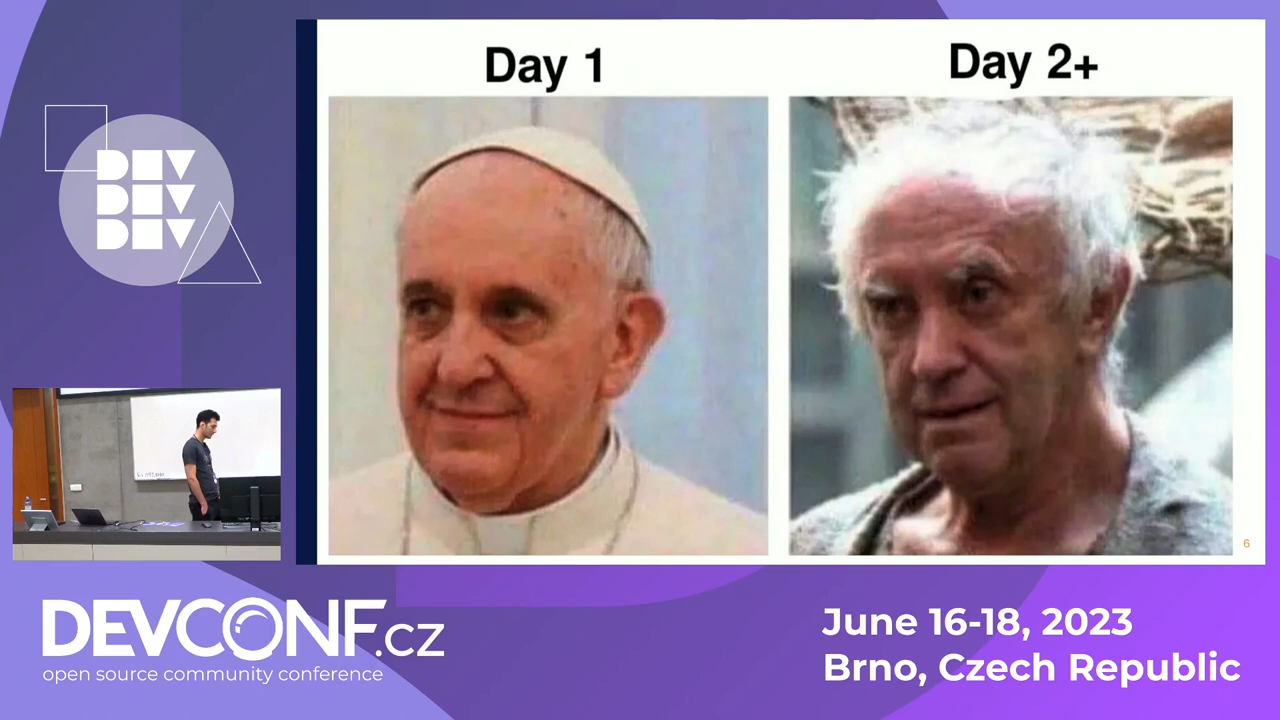 Day 1
Day 2+
DEV
DEV
DEV
6
DEVCONF.CZ
open source community conference
June 16-18, 2023
Brno, Czech Republic